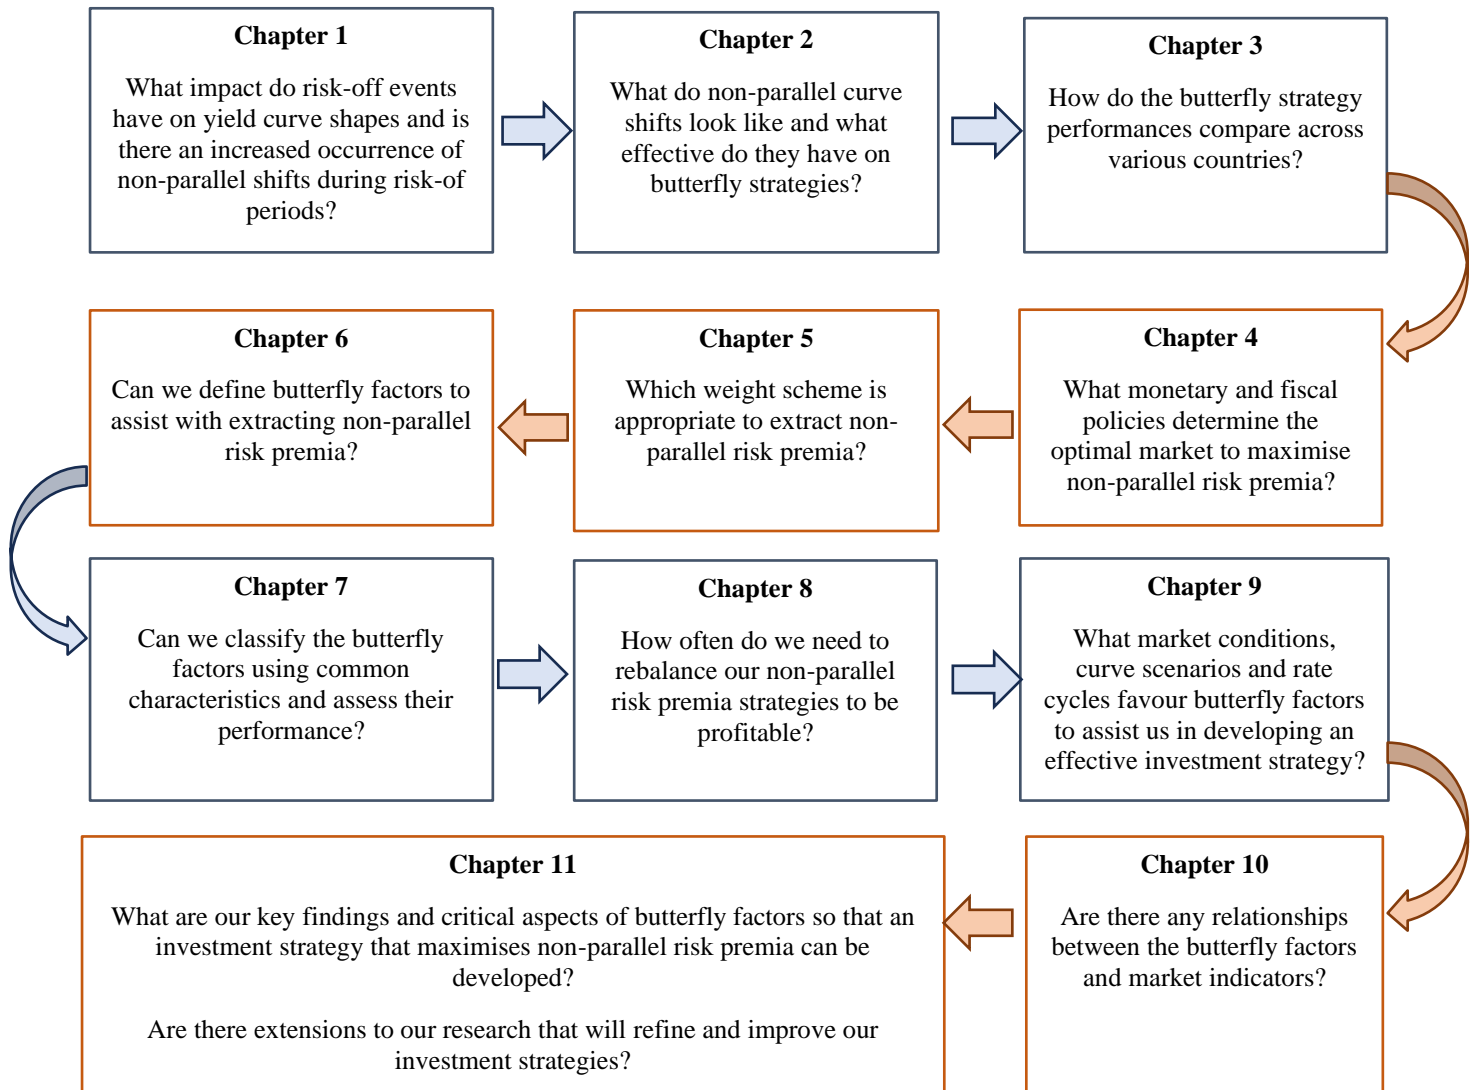 Chapter 1
What impact do risk-off events
have on yield curve shapes and is
there an increased occurrence of
non-parallel shifts during risk-of
periods?
Chapter 2
What do non-parallel curve
shifts look like and what
effective do they have on
butterfly strategies?
Chapter 3
How do the butterfly strategy
performances compare across
various countries?
Chapter 4
What monetary and fiscal
policies determine the
optimal market to maximise
non-parallel risk premia?
Chapter 5
Which weight scheme is
appropriate to extract non-
parallel risk premia?
Chapter 6
Can we define butterfly factors to
assist with extracting non-parallel
risk premia?
Chapter 7
Can we classify the butterfly
factors using common
characteristics and assess their
performance?
Chapter 8
How often do we need to
rebalance our non-parallel
risk premia strategies to be
profitable?
Chapter 9
What market conditions,
curve scenarios and rate
cycles favour butterfly factors
to assist us in developing an
effective investment strategy?
Chapter 10
Are there any relationships
between the butterfly factors
and market indicators?
Chapter 11
What are our key findings and critical aspects of butterfly factors so that an
investment strategy that maximises non-parallel risk premia can be
developed?
Are there extensions to our research that will refine and improve our
investment strategies?